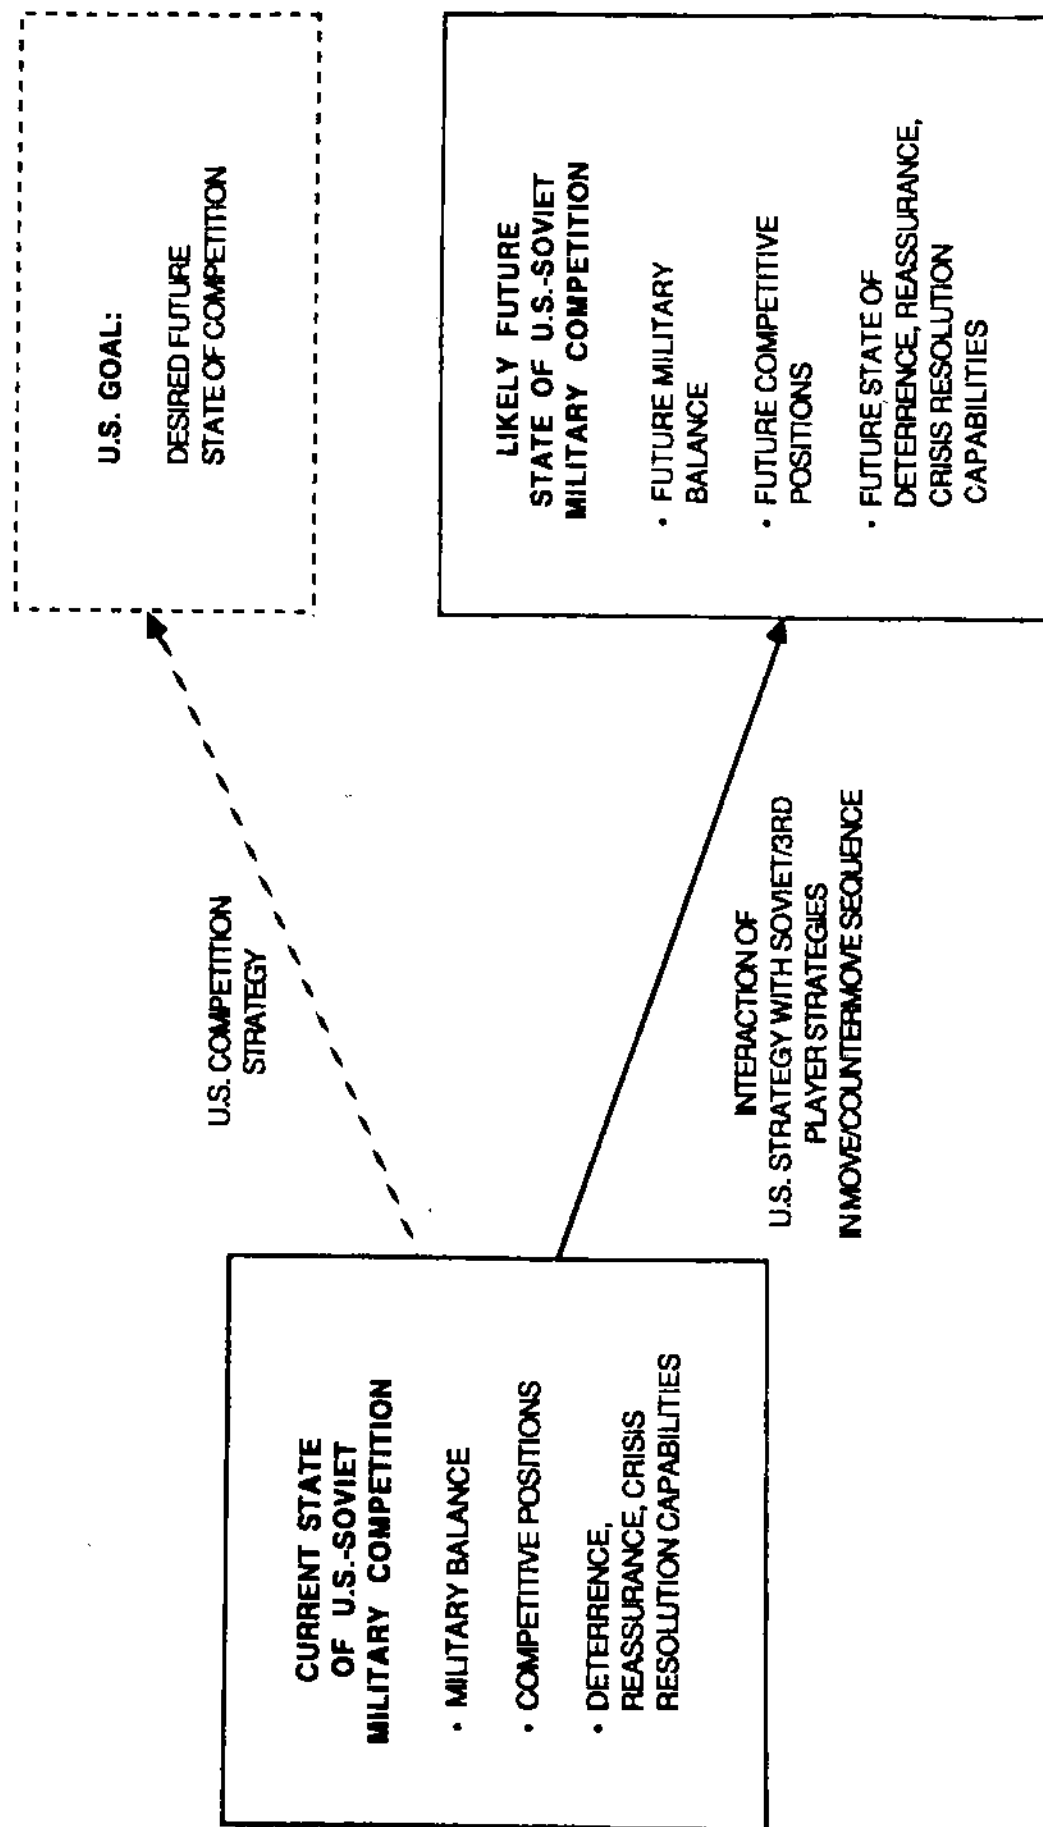 CURRENT STATE
OF U.S.-SOVIET
MILITARY COMPETITION
• MILITARY BALANCE
• COMPETITIVE POSITIONS
• DETERRENCE,
REASSURANCE, CRISIS
RESOLUTION CAPABILITIES
U.S. COMPETITION
STRATEGY
INTERACTION OF
U.S. STRATEGY WITH SOVIET/3RD
PLAYER STRATEGIES
IN MOVE/COUNTERMOVE SEQUENCE
U.S. GOAL:
DESIRED FUTURE
STATE OF COMPETITION
LIKELY FUTURE
STATE OF U.S.-SOVIET
MILITARY COMPETITION
• FUTURE MILITARY
BALANCE
• FUTURE COMPETITIVE
POSITIONS
• FUTURE STATE OF
DETERRENCE, REASSURANCE,
CRISIS RESOLUTION
CAPABILITIES